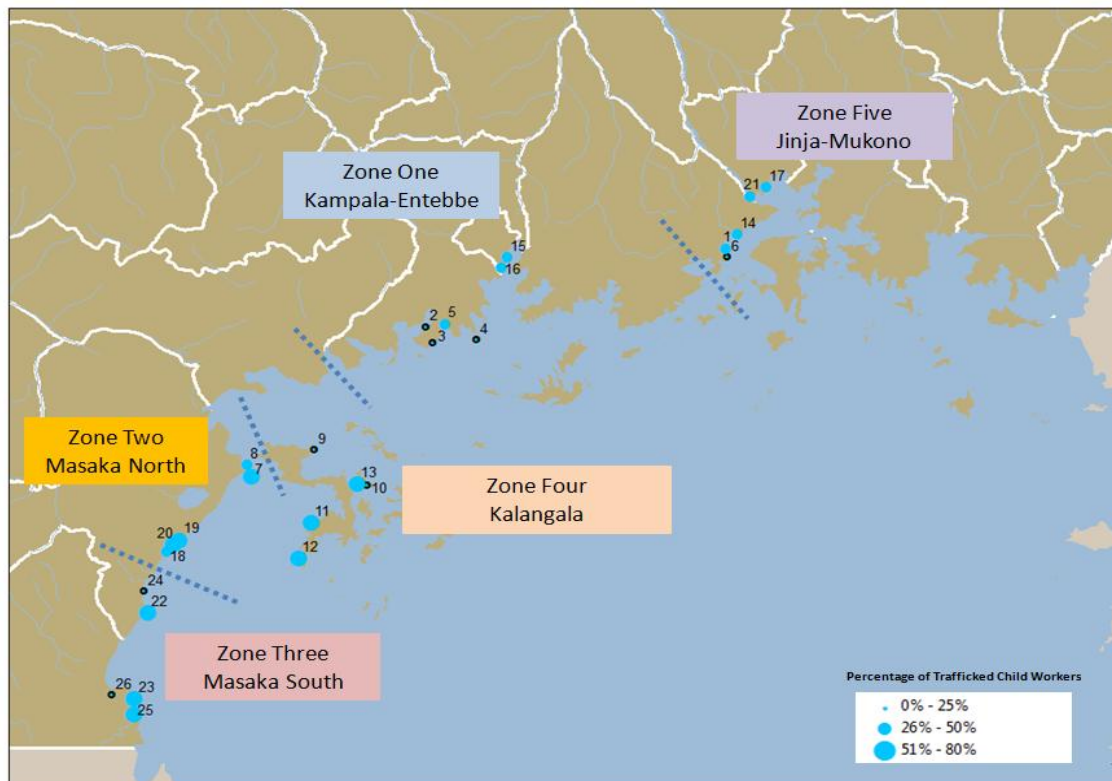 Zone Five
Jinja-Mukono
Zone One
Kampala-Entebbe
21
17
14
1
6
15
16
2
5
3
4
Zone Two
Masaka North
8
7
9
13
10
Zone Four
Kalangala
11
12
20
19
18
24
22
Zone Three
Masaka South
26
23
25
Percentage of Trafficked Child Workers
0% - 25%
26% - 50%
51% - 80%